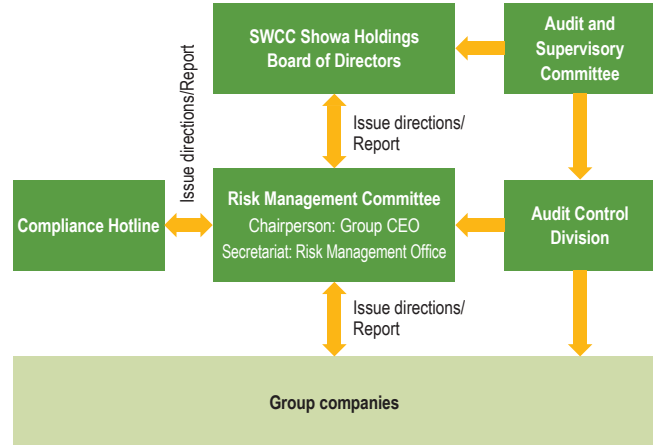 SWCC Showa Holdings
Board of Directors
Audit and
Supervisory
Committee
Issue directions/Report
Issue directions/
Report
Compliance Hotline
Risk Management Committee
Chairperson: Group CEO
Secretariat: Risk Management Office
Audit Control
Division
Issue directions/
Report
Group companies